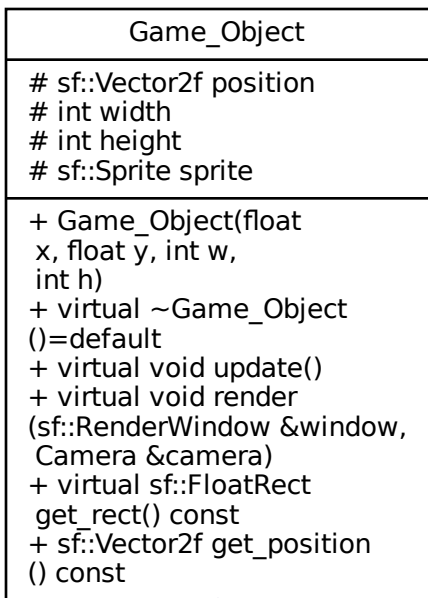 Game_Object
# sf::Vector2f position
# int width
# int height
# sf::Sprite sprite
+ Game_Object(float
x, float y, int w,
int h)
+ virtual ~Game_Object
()=default
+ virtual void update()
+ virtual void render
(sf::RenderWindow &window,
Camera &camera)
+ virtual sf::FloatRect
get_rect() const
+ sf::Vector2f get_position
() const